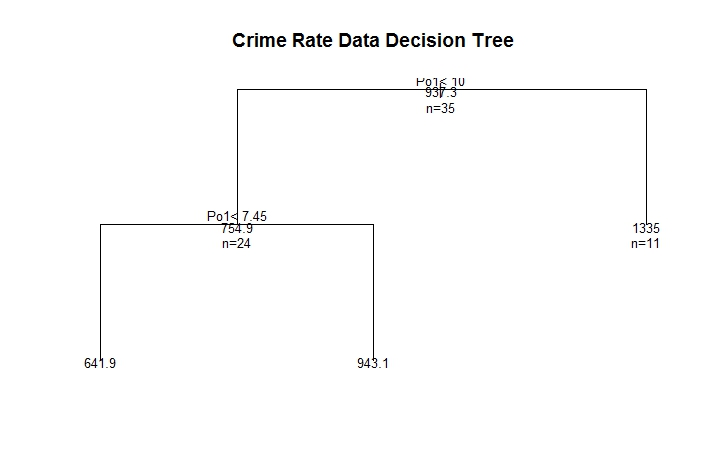 Crime Rate Data Decision Tree
Po1< 10
937.3
n=35
Po1< 7.45
754.9
n=24
1335
n=11
641.9
943.1